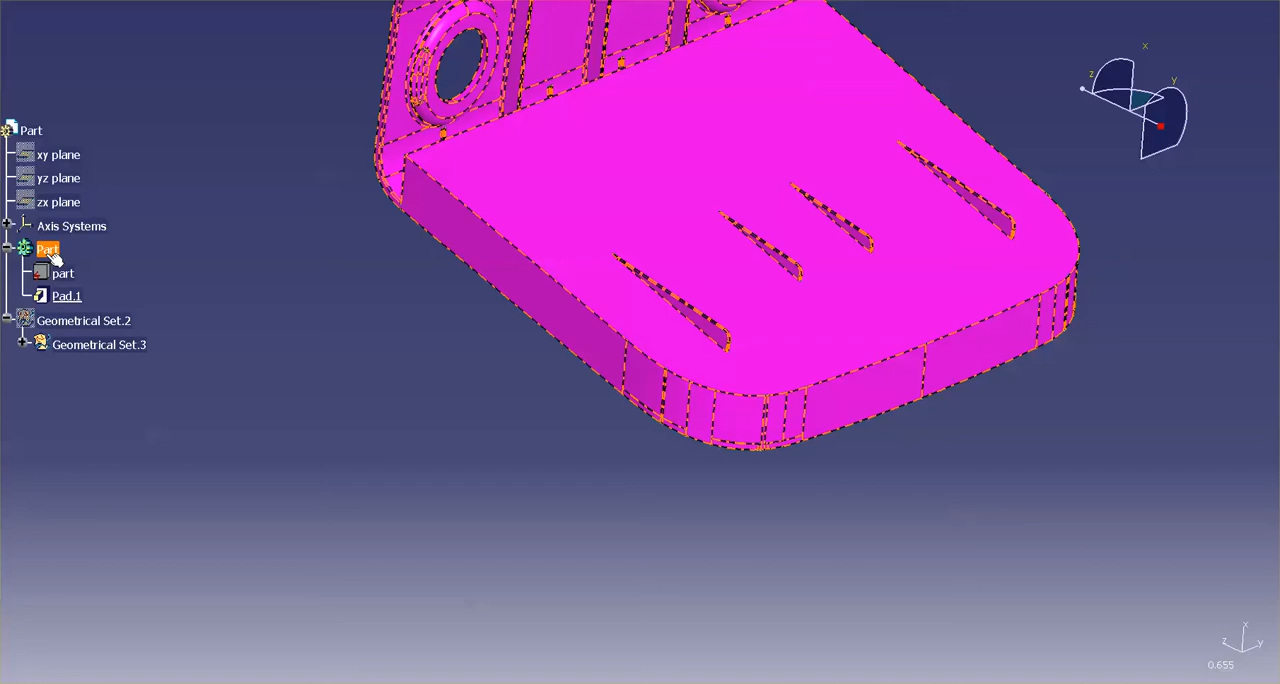 x
z
y
Part
xy plane
yz plane
zx plane
Axis Systems
Part
part
Pad.1
Geometrical Set.2
Geometrical Set.3
x
z
y
0.655